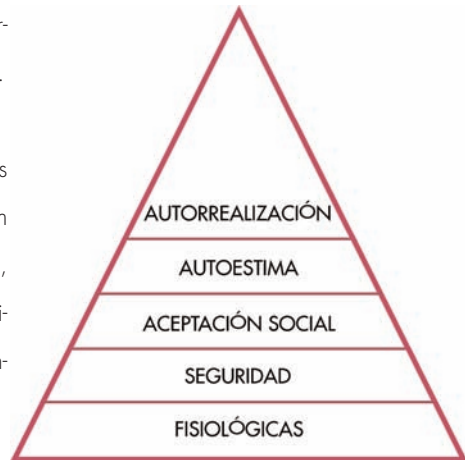 AUTORREALIZACIÓN
AUTOESTIMA
ACEPTACIÓN SOCIAL
SEGURIDAD
FISIOLÓGICAS